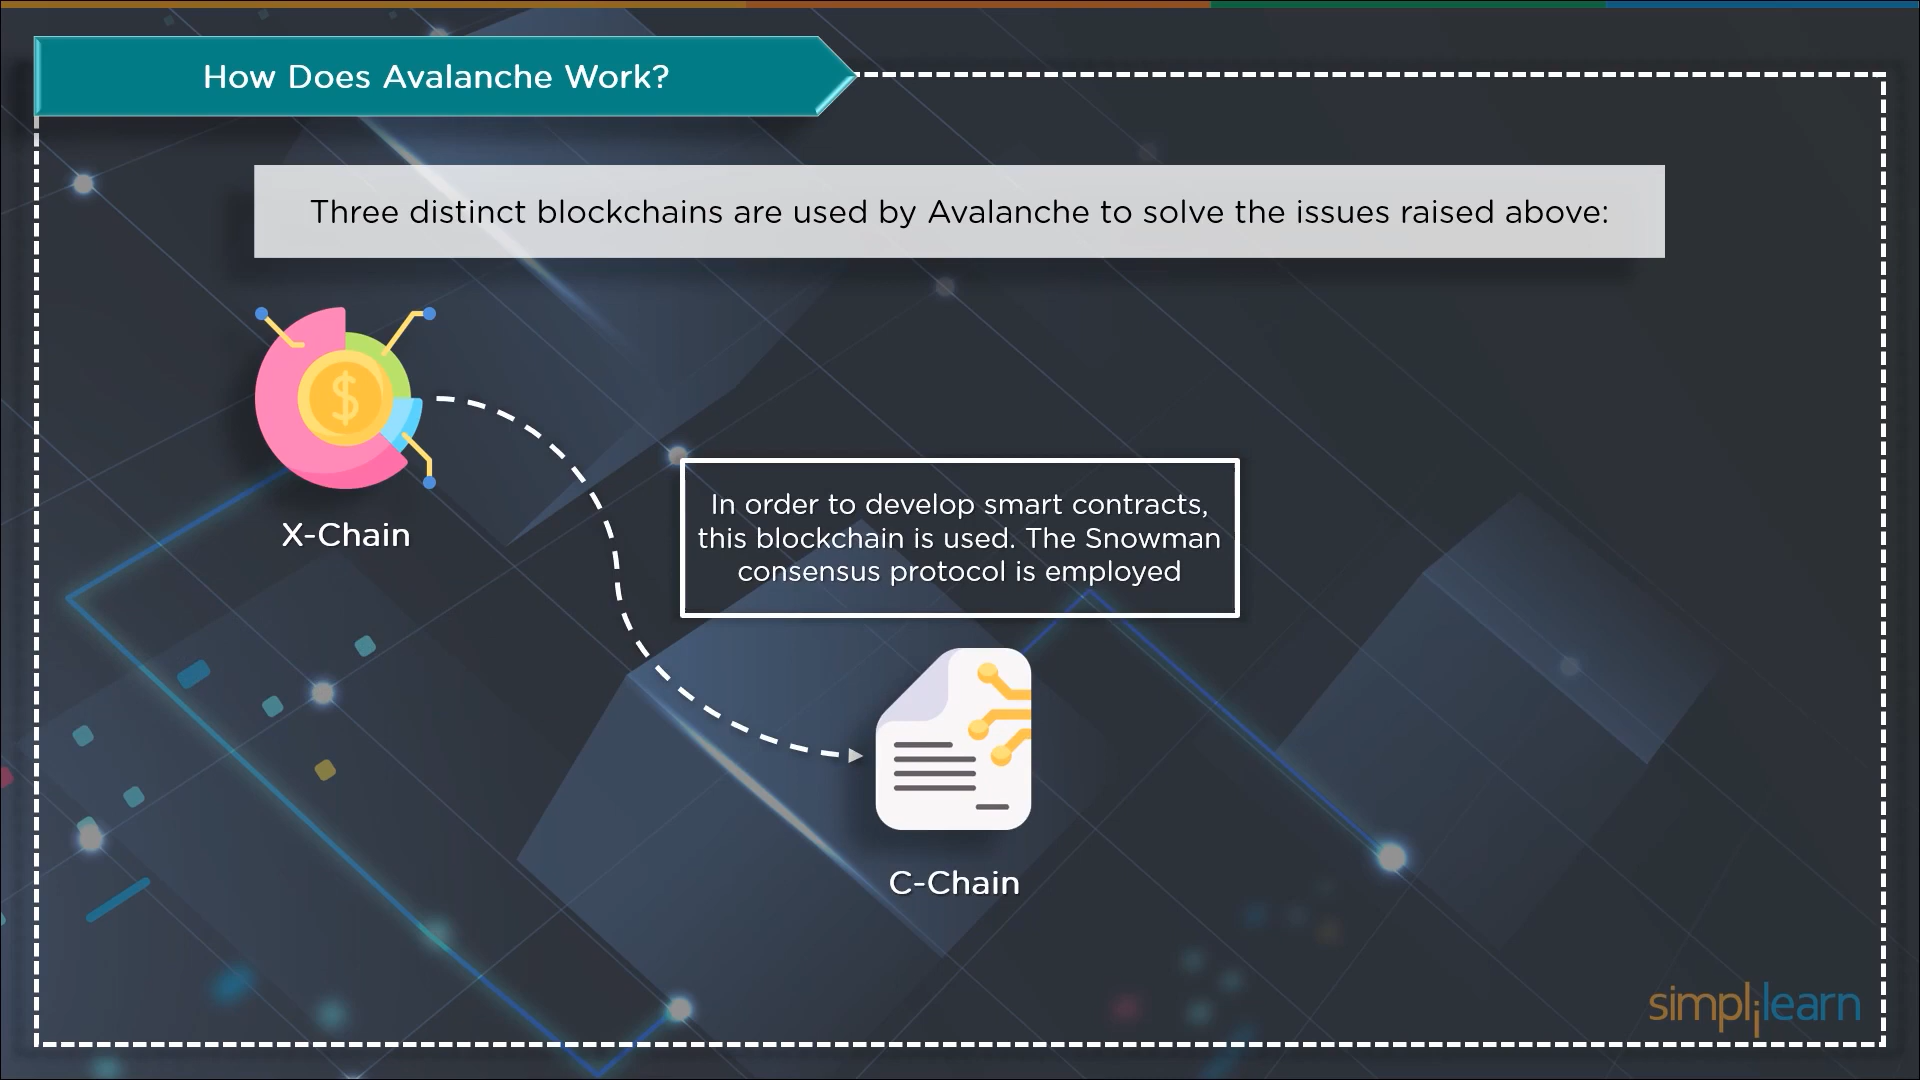 How Does Avalanche Work?
Three distinct blockchains are used by Avalanche to solve the issues raised above:
X-Chain
In order to develop smart contracts,
this blockchain is used. The Snowman
consensus protocol is employed
C-Chain
simplilearn